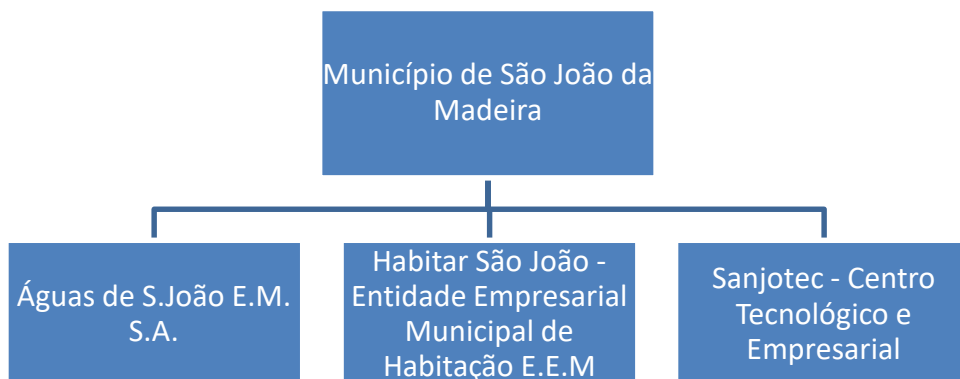 Município de São João da
Madeira
Águas de S.João E.M.
S.A.
Habitar São João -
Entidade Empresarial
Municipal de
Habitação E.E.M
Sanjotec - Centro
Tecnológico e
Empresarial